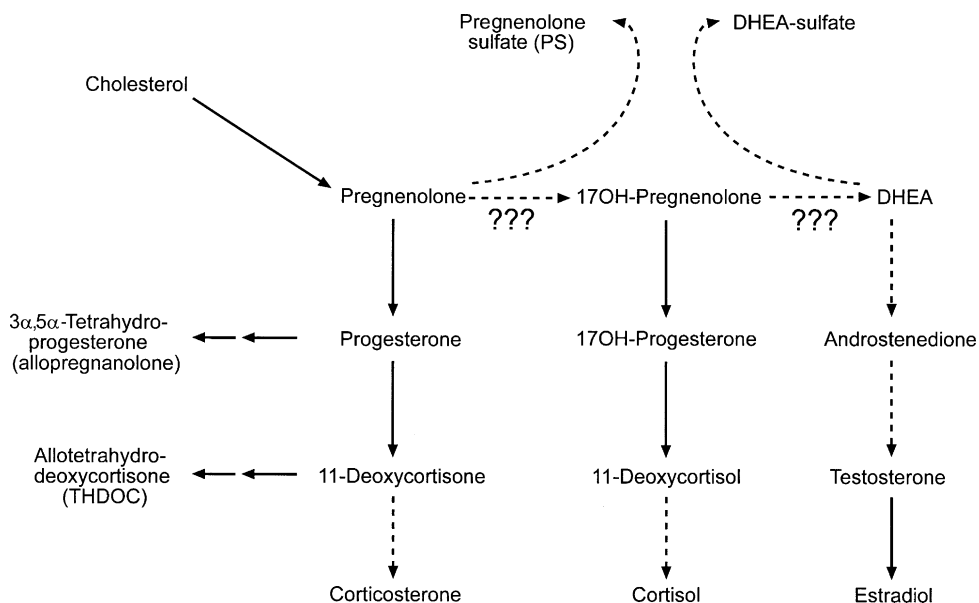 Pregnenolone
sulfate (PS)
DHEA-sulfate
Cholesterol
Pregnenolone
???
17OH-Pregnenolone
???
DHEA
3α,5α-Tetrahydro-
progesterone
(allopregnanolone)
Progesterone
17OH-Progesterone
Androstenedione
Allotetrahydro-
deoxycortisone
(THDOC)
11-Deoxycortisone
11-Deoxycortisol
Testosterone
Corticosterone
Cortisol
Estradiol